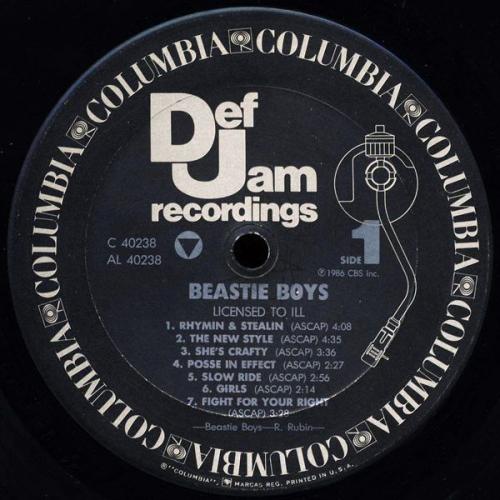 COLUMBIA COLUMBIA COLUMBIA COLUMBIA COLUMBIA COLUMBIA COLUMBIA COLUMBIA
Def
Jam
recordings
C 40238
AL 40238
SIDE 1
℗1986 CBS Inc.
BEASTIE BOYS
LICENSED TO ILL
1. RHYMIN & STEALIN (ASCAP) 4:08
2. THE NEW STYLE (ASCAP) 4:35
3. SHE'S CRAFTY (ASCAP) 3:36
4. POSSE IN EFFECT (ASCAP) 2:27
5. SLOW RIDE (ASCAP) 2:56
6. GIRLS (ASCAP) 2:14
7. FIGHT FOR YOUR RIGHT
(ASCAP) 3:28
—Beastie Boys—R. Rubin—
®"COLUMBIA", MARCAS REG. PRINTED IN U.S.A.